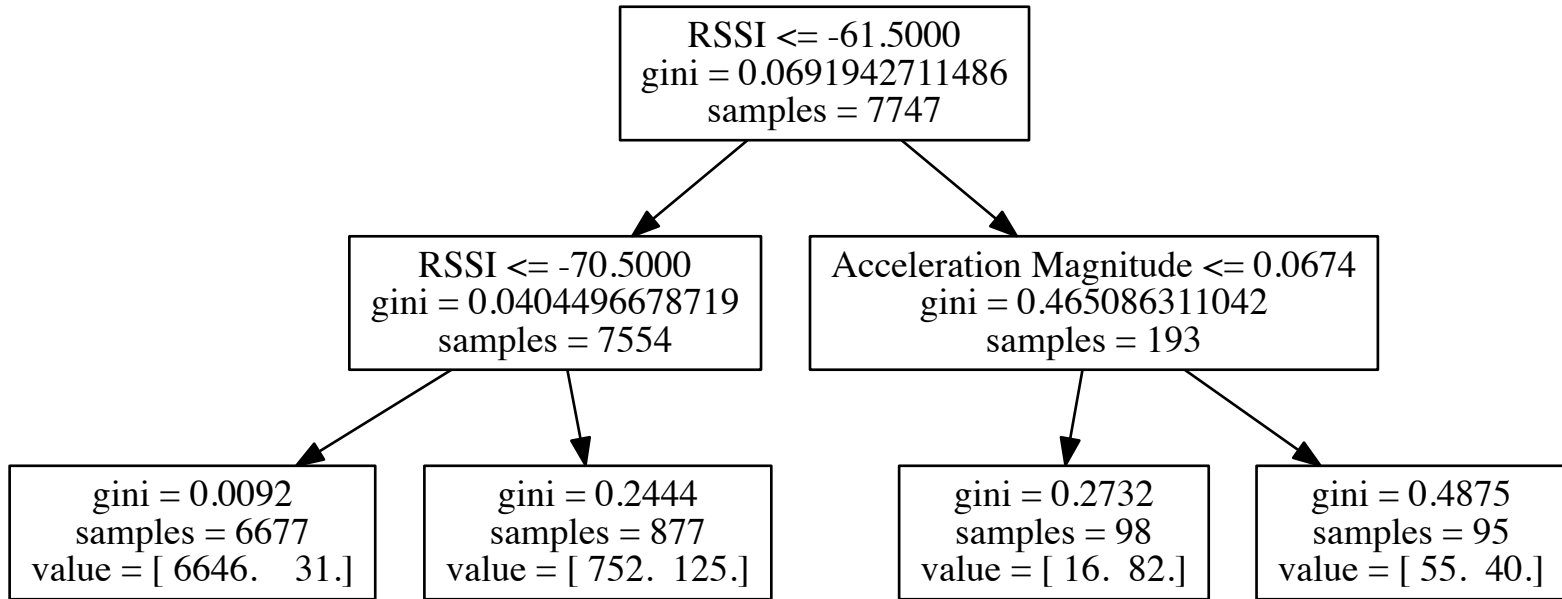 RSSI <= -61.5000
gini = 0.0691942711486
samples = 7747
RSSI <= -70.5000
gini = 0.0404496678719
samples = 7554
Acceleration Magnitude <= 0.0674
gini = 0.465086311042
samples = 193
gini = 0.0092
samples = 6677
value = [ 6646.    31.]
gini = 0.2444
samples = 877
value = [ 752.  125.]
gini = 0.2732
samples = 98
value = [ 16.  82.]
gini = 0.4875
samples = 95
value = [ 55.  40.]